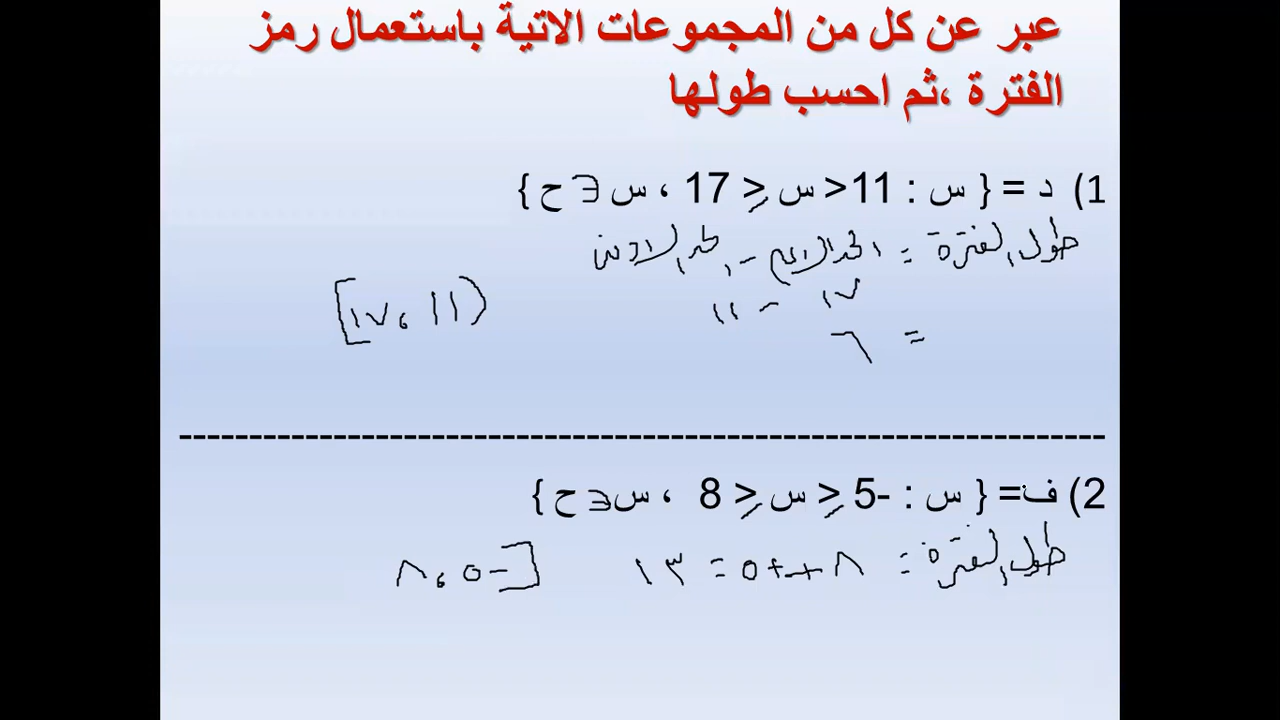 عبر عن كل من المجموعات الاتية باستعمال رمز
الفترة ،ثم احسب طولها
1) د = { س : 11< س ≤ 17 ، س ∈ ح }
طول الفترة = الحد الاعلى - الحد الادنى
١٧ - ١١
= ٦
(١١ ، ١٧]
2) ف= { س : -5 ≤ س ≤ 8 ، س∈ ح }
طول الفترة = ٨ ++ ٥ = ١٣
[-٥ ، ٨